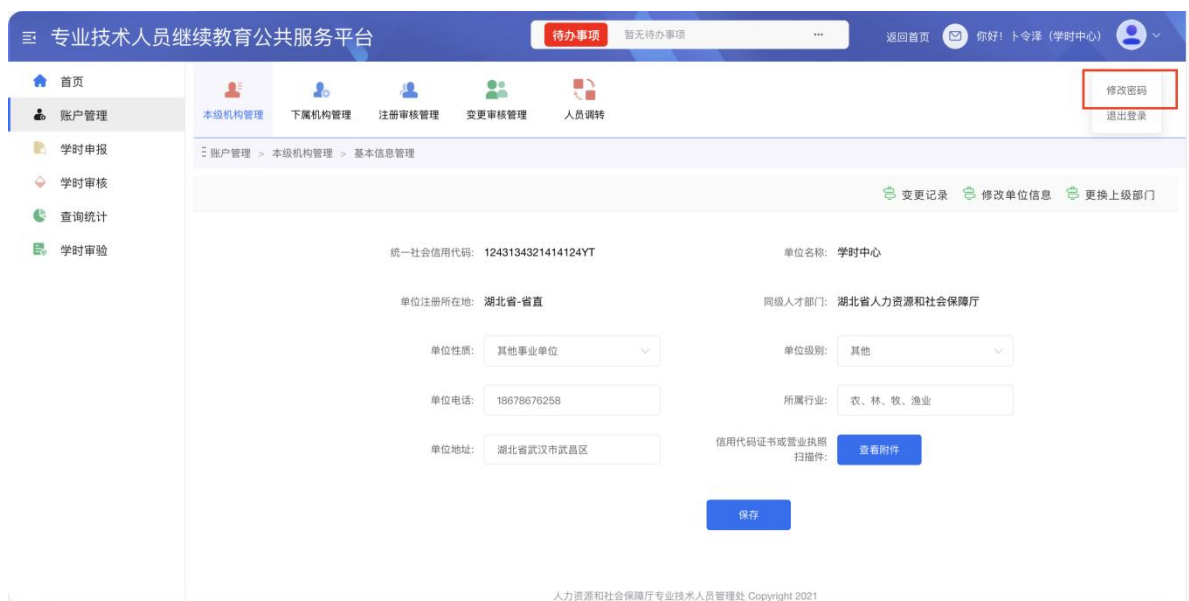 专业技术人员继续教育公共服务平台
待办事项 暂无待办事项 ...
返回首页 你好！卜令泽（学时中心）
首页
账户管理
学时申报
学时审核
查询统计
学时审验
本级机构管理 下属机构管理 注册审核管理 变更审核管理 人员调转
修改密码
退出登录
账户管理 > 本级机构管理 > 基本信息管理
变更记录 修改单位信息 更换上级部门
统一社会信用代码: 1243134321414124YT 单位名称: 学时中心
单位注册所在地: 湖北省-省直 同级人才部门: 湖北省人力资源和社会保障厅
单位性质: 其他事业单位 单位级别: 其他
单位电话: 18678676258 所属行业: 农、林、牧、渔业
单位地址: 湖北省武汉市武昌区 信用代码证书或营业执照
扫描件: 查看附件
保存
人力资源和社会保障厅专业技术人员管理处 Copyright 2021